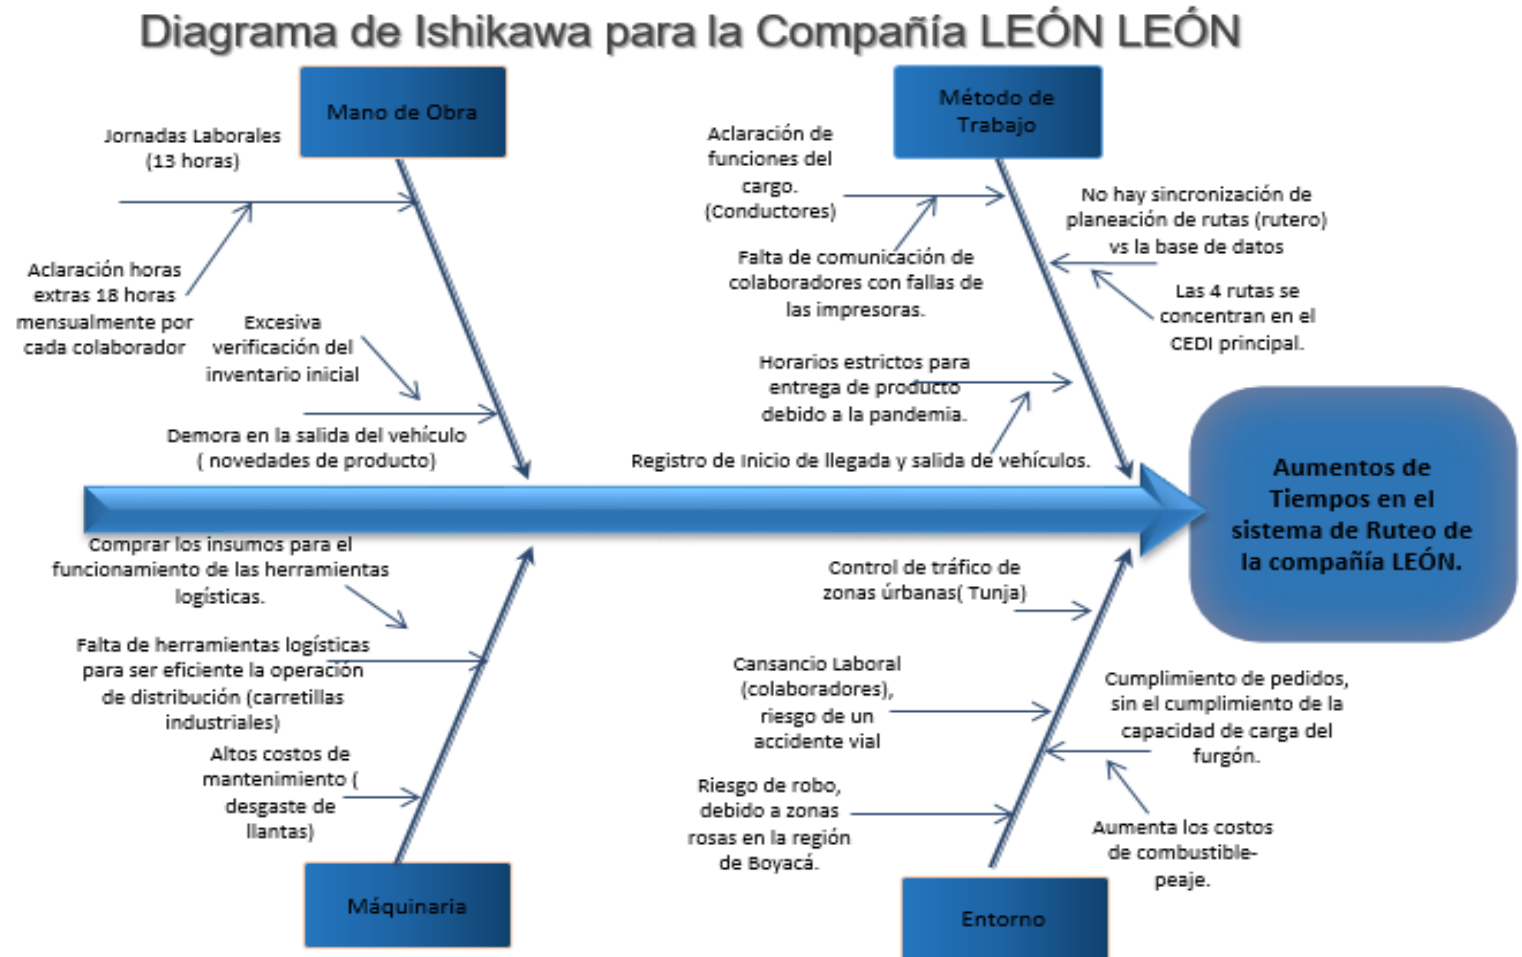 Diagrama de Ishikawa para la Compañía LEÓN LEÓN
Mano de Obra
Jornadas Laborales
(13 horas)
Aclaración horas
extras 18 horas
mensualmente por
cada colaborador
Excesiva
verificación del
inventario inicial
Demora en la salida del vehículo
( novedades de producto)
Método de
Trabajo
Aclaración de
funciones del
cargo.
(Conductores)
Falta de comunicación de
colaboradores con fallas de
las impresoras.
No hay sincronización de
planeación de rutas (rutero)
vs la base de datos
Las 4 rutas se
concentran en el
CEDI principal.
Horarios estrictos para
entrega de producto
debido a la pandemia.
Registro de Inicio de llegada y salida de vehículos.
Aumentos de
Tiempos en el
sistema de Ruteo de
la compañía LEÓN.
Comprar los insumos para el
funcionamiento de las herramientas
logísticas.
Falta de herramientas logísticas
para ser eficiente la operación
de distribución (carretillas
industriales)
Altos costos de
mantenimiento (
desgaste de
llantas)
Máquinaria
Control de tráfico de
zonas úrbanas( Tunja)
Cansancio Laboral
(colaboradores),
riesgo de un
accidente vial
Riesgo de robo,
debido a zonas
rosas en la región
de Boyacá.
Cumplimiento de pedidos,
sin el cumplimiento de la
capacidad de carga del
furgón.
Aumenta los costos
de combustible-
peaje.
Entorno